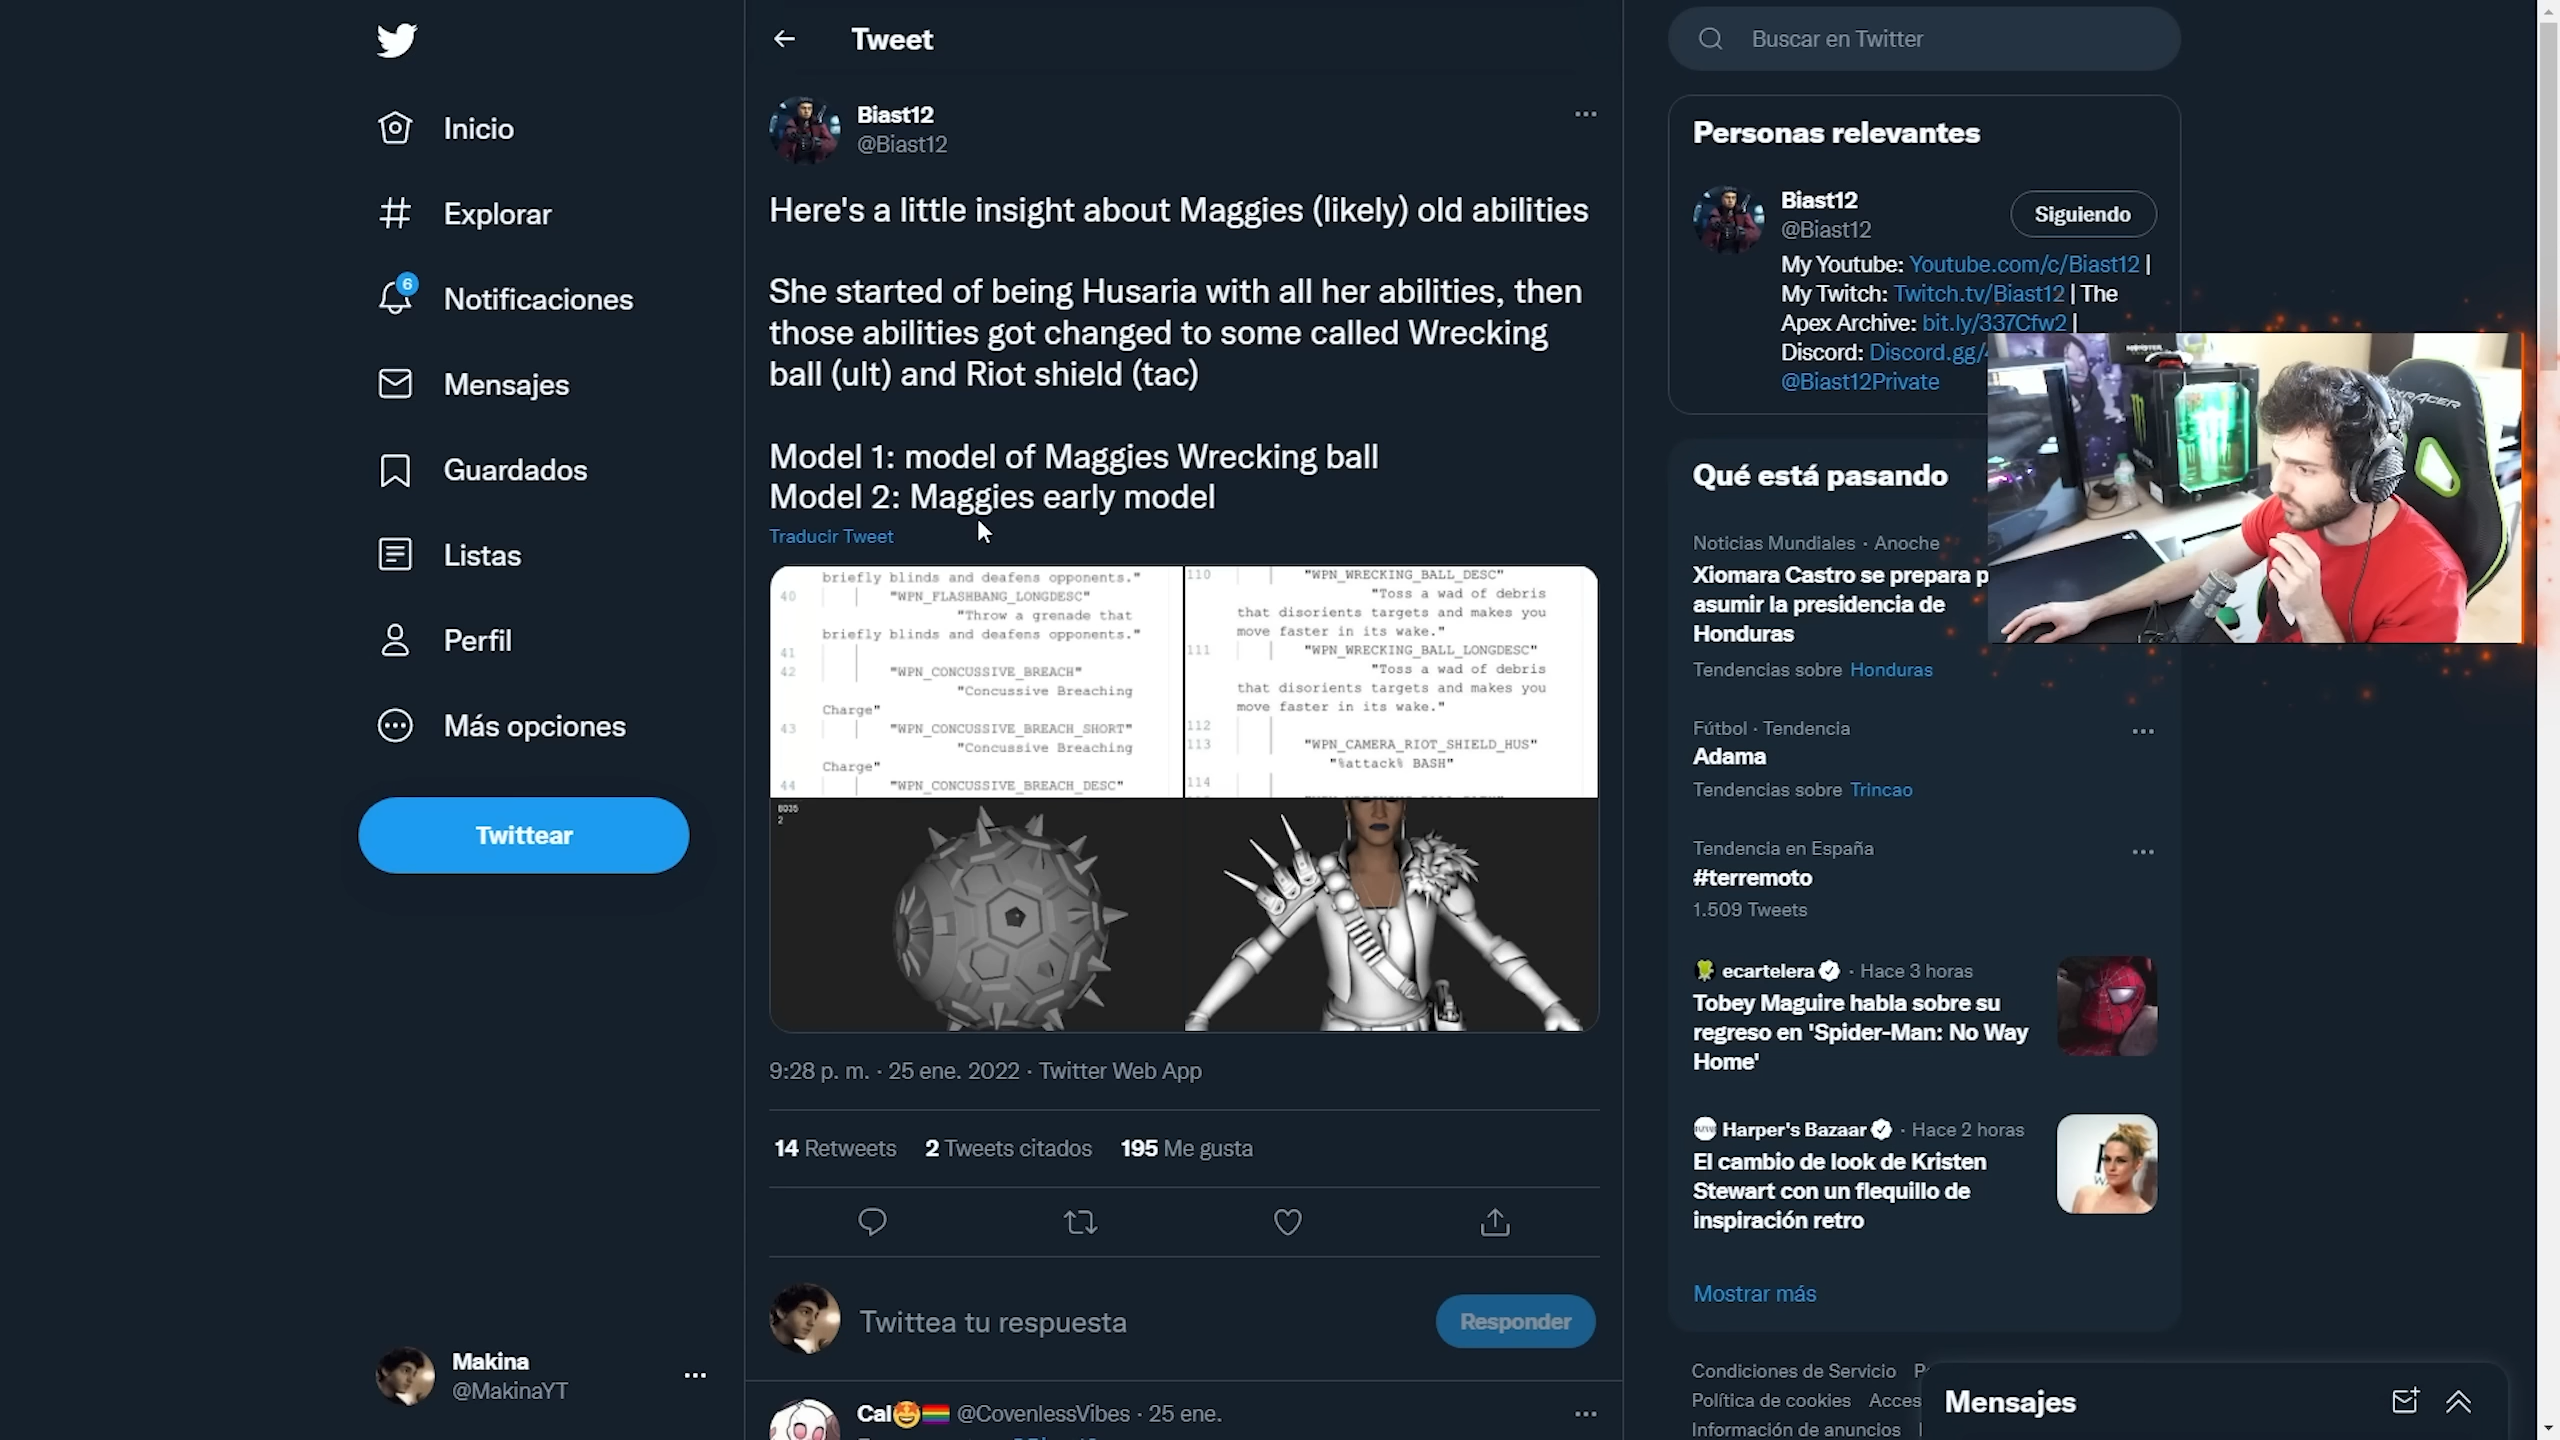 Tweet
Buscar en Twitter
Inicio
Explorar
6
Notificaciones
Mensajes
Guardados
Listas
Perfil
Más opciones
Twittear
Makina
@MakinaYT
Biast12
@Biast12
Here's a little insight about Maggies (likely) old abilities
She started of being Husaria with all her abilities, then
those abilities got changed to some called Wrecking
ball (ult) and Riot shield (tac)
Model 1: model of Maggies Wrecking ball
Model 2: Maggies early model
Traducir Tweet
briefly blinds and deafens opponents."
40 "WPN_FLASHBANG_LONGDESC"
"Throw a grenade that
briefly blinds and deafens opponents."
41
42 "WPN_CONCUSSIVE_BREACH"
"Concussive Breaching
Charge"
43 "WPN_CONCUSSIVE_BREACH_SHORT"
"Concussive Breaching
Charge"
44 "WPN_CONCUSSIVE_BREACH_DESC"
110 "WPN_WRECKING_BALL_DESC"
"Toss a wad of debris
that disorients targets and makes you
move faster in its wake."
111 "WPN_WRECKING_BALL_LONGDESC"
"Toss a wad of debris
that disorients targets and makes you
move faster in its wake."
112
113 "WPN_CAMERA_RIOT_SHIELD_HUS"
"%attack% BASH"
114
8035
2
9:28 p. m. · 25 ene. 2022 · Twitter Web App
14 Retweets 2 Tweets citados 195 Me gusta
Twittea tu respuesta
Responder
Cal @CovenlessVibes · 25 ene.
Personas relevantes
Biast12
@Biast12
Siguiendo
My Youtube: Youtube.com/c/Biast12 |
My Twitch: Twitch.tv/Biast12 | The
Apex Archive: bit.ly/337Cfw2 |
Discord: Discord.gg/
@Biast12Private
Qué está pasando
Noticias Mundiales · Anoche
Xiomara Castro se prepara p
asumir la presidencia de
Honduras
Tendencias sobre Honduras
Fútbol · Tendencia
Adama
Tendencias sobre Trincao
Tendencia en España
#terremoto
1.509 Tweets
ecartelera · Hace 3 horas
Tobey Maguire habla sobre su
regreso en 'Spider-Man: No Way
Home'
Harper's Bazaar · Hace 2 horas
El cambio de look de Kristen
Stewart con un flequillo de
inspiración retro
Mostrar más
Condiciones de Servicio
Política de cookies Acces
Información de anuncios
Mensajes